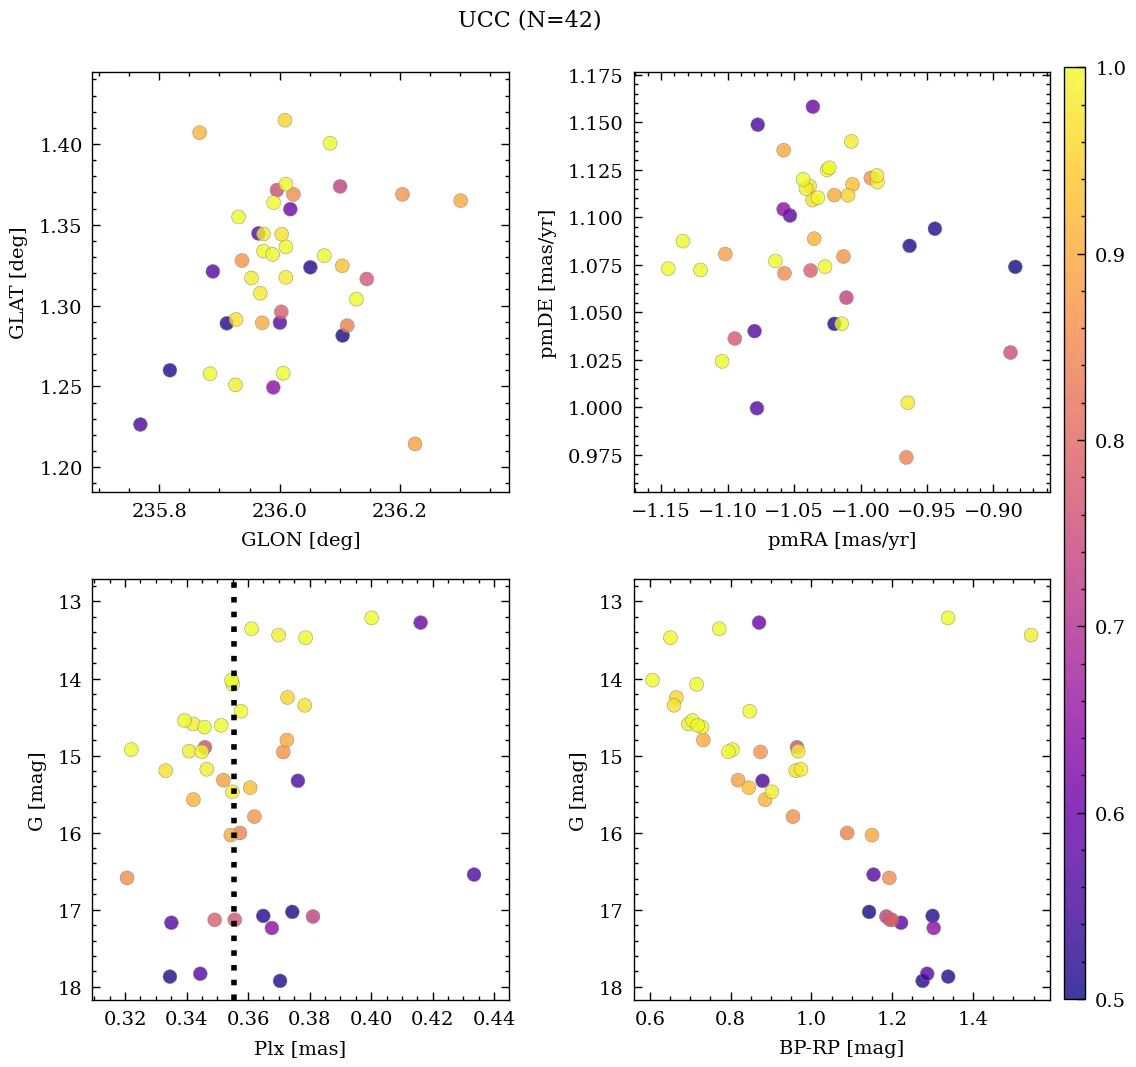 UCC (N=42)
1.40
1.35
1.30
1.25
1.20
GLAT [deg]
235.8 236.0 236.2
GLON [deg]
1.175
1.150
1.125
1.100
1.075
1.050
1.025
1.000
0.975
pmDE [mas/yr]
−1.15 −1.10 −1.05 −1.00 −0.95 −0.90
pmRA [mas/yr]
1.0
0.9
0.8
0.7
0.6
0.5
13
14
15
16
17
18
G [mag]
0.32 0.34 0.36 0.38 0.40 0.42 0.44
Plx [mas]
13
14
15
16
17
18
G [mag]
0.6 0.8 1.0 1.2 1.4
BP-RP [mag]